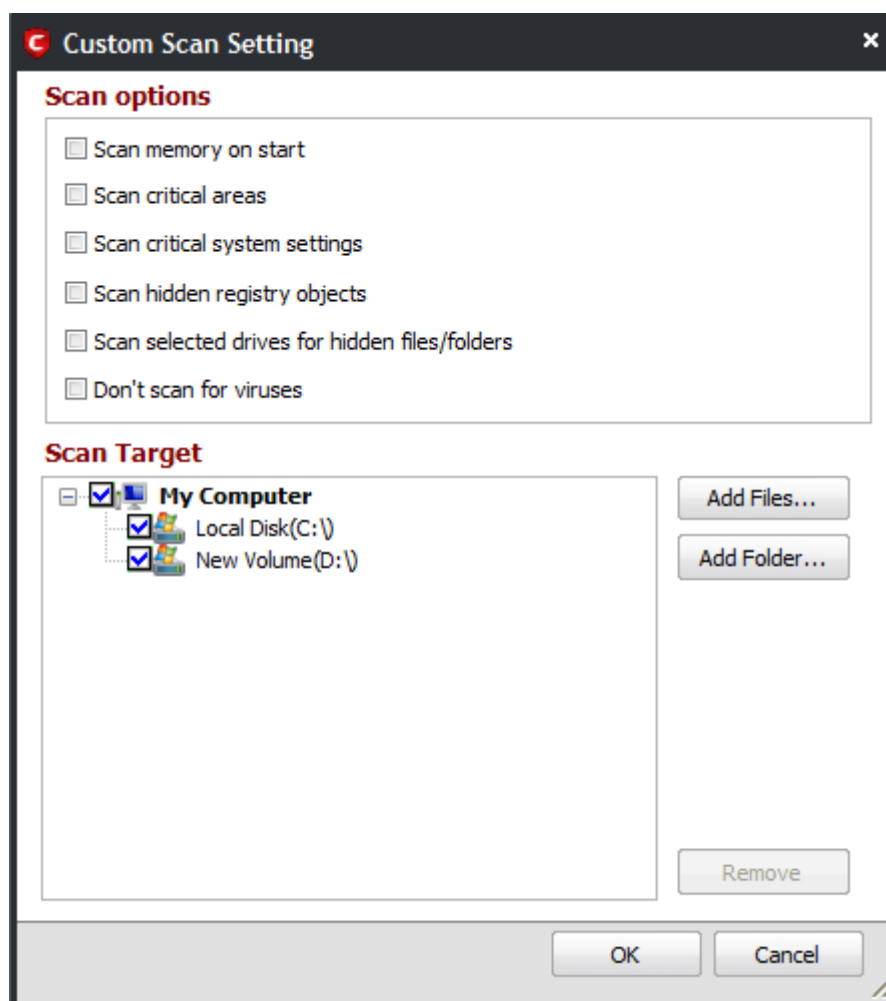 Custom Scan Setting
Scan options
Scan memory on start
Scan critical areas
Scan critical system settings
Scan hidden registry objects
Scan selected drives for hidden files/folders
Don't scan for viruses
Scan Target
My Computer
Local Disk(C:\)
New Volume(D:\)
Add Files...
Add Folder...
Remove
OK
Cancel